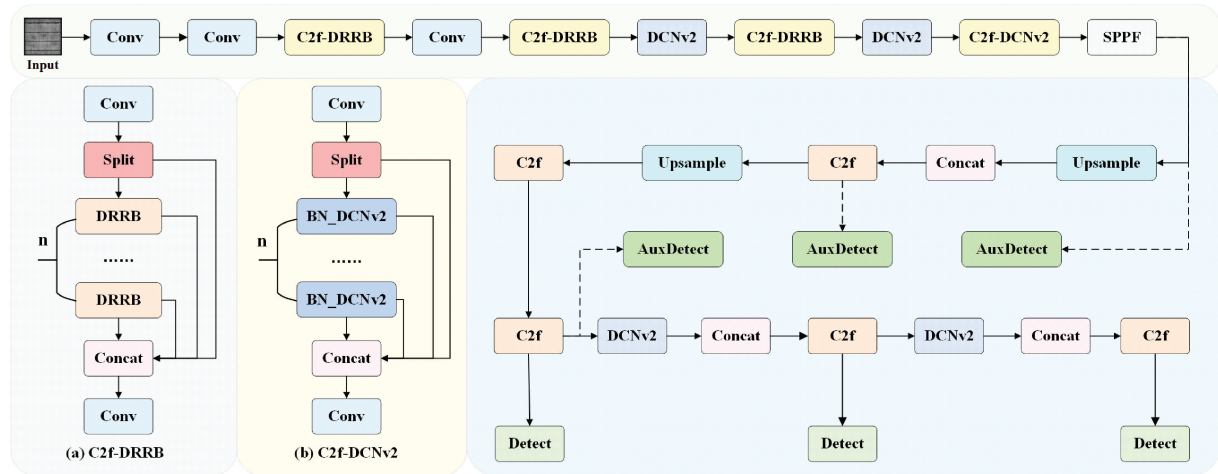 Input
Conv
Conv
C2f-DRRB
Conv
C2f-DRRB
DCNv2
C2f-DRRB
DCNv2
C2f-DCNv2
SPPF
Conv
Split
DRRB
n
......
DRRB
Concat
Conv
(a) C2f-DRRB
Conv
Split
BN_DCNv2
n
......
BN_DCNv2
Concat
Conv
(b) C2f-DCNv2
C2f
Upsample
C2f
Concat
Upsample
AuxDetect
AuxDetect
AuxDetect
C2f
DCNv2
Concat
C2f
DCNv2
Concat
C2f
Detect
Detect
Detect